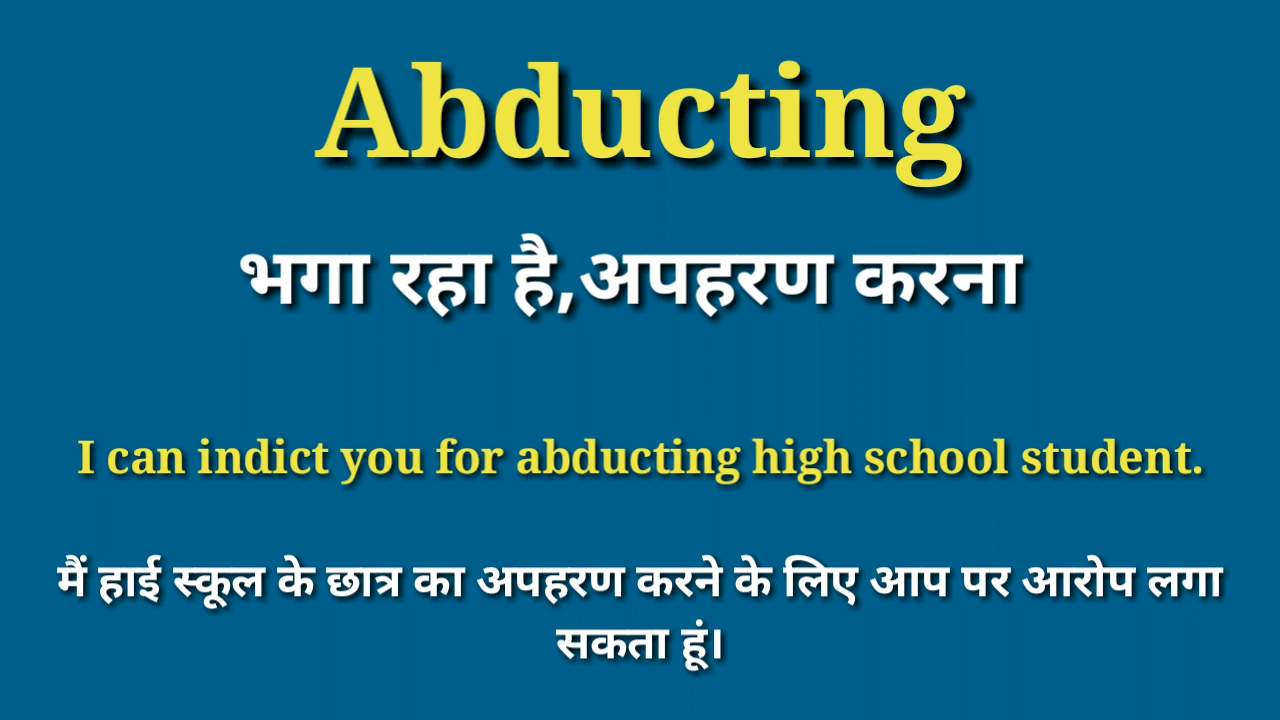 Abducting
भगा रहा है,अपहरण करना
I can indict you for abducting high school student.
मैं हाई स्कूल के छात्र का अपहरण करने के लिए आप पर आरोप लगा
सकता हूं।